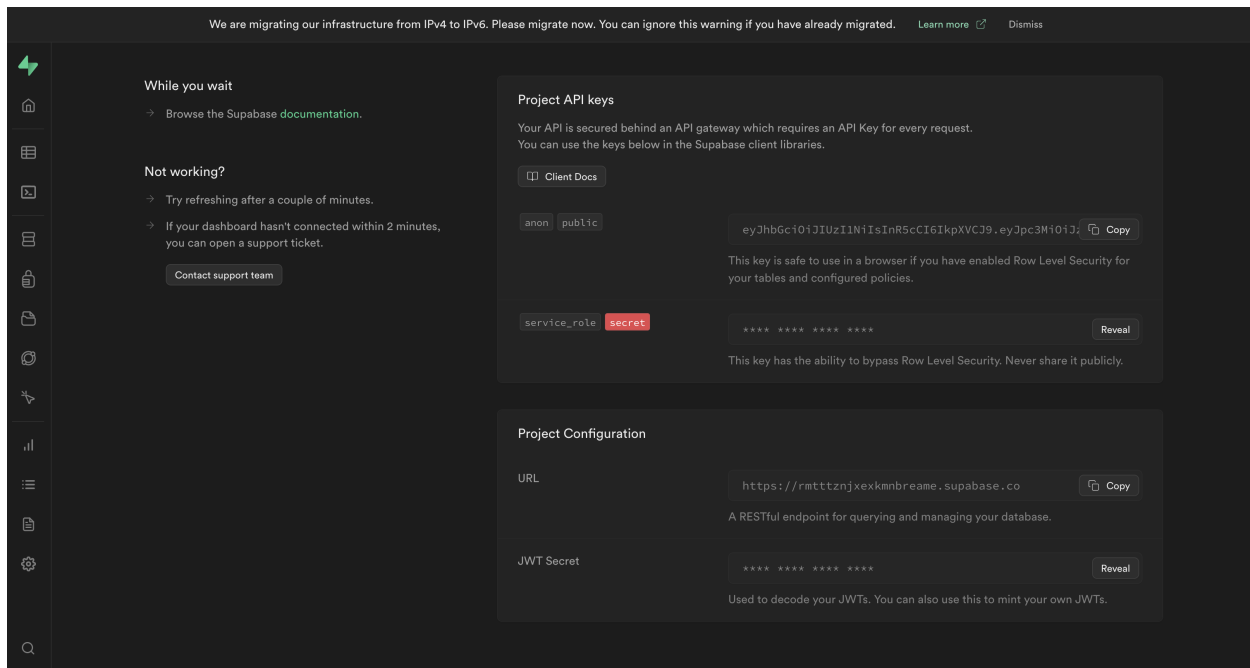 We are migrating our infrastructure from IPv4 to IPv6. Please migrate now. You can ignore this warning if you have already migrated. Learn more Dismiss
While you wait
Browse the Supabase documentation.
Not working?
Try refreshing after a couple of minutes.
If your dashboard hasn't connected within 2 minutes,
you can open a support ticket.
Contact support team
Project API keys
Your API is secured behind an API gateway which requires an API Key for every request.
You can use the keys below in the Supabase client libraries.
Client Docs
anon public
eyJhbGciOiJIUzI1NiIsInR5cCI6IkpXVCJ9.eyJpc3MiOiJz Copy
This key is safe to use in a browser if you have enabled Row Level Security for
your tables and configured policies.
service_role secret
**** **** **** **** Reveal
This key has the ability to bypass Row Level Security. Never share it publicly.
Project Configuration
URL
https://rmtttznjxexkmnbreame.supabase.co Copy
A RESTful endpoint for querying and managing your database.
JWT Secret
**** **** **** **** Reveal
Used to decode your JWTs. You can also use this to mint your own JWTs.